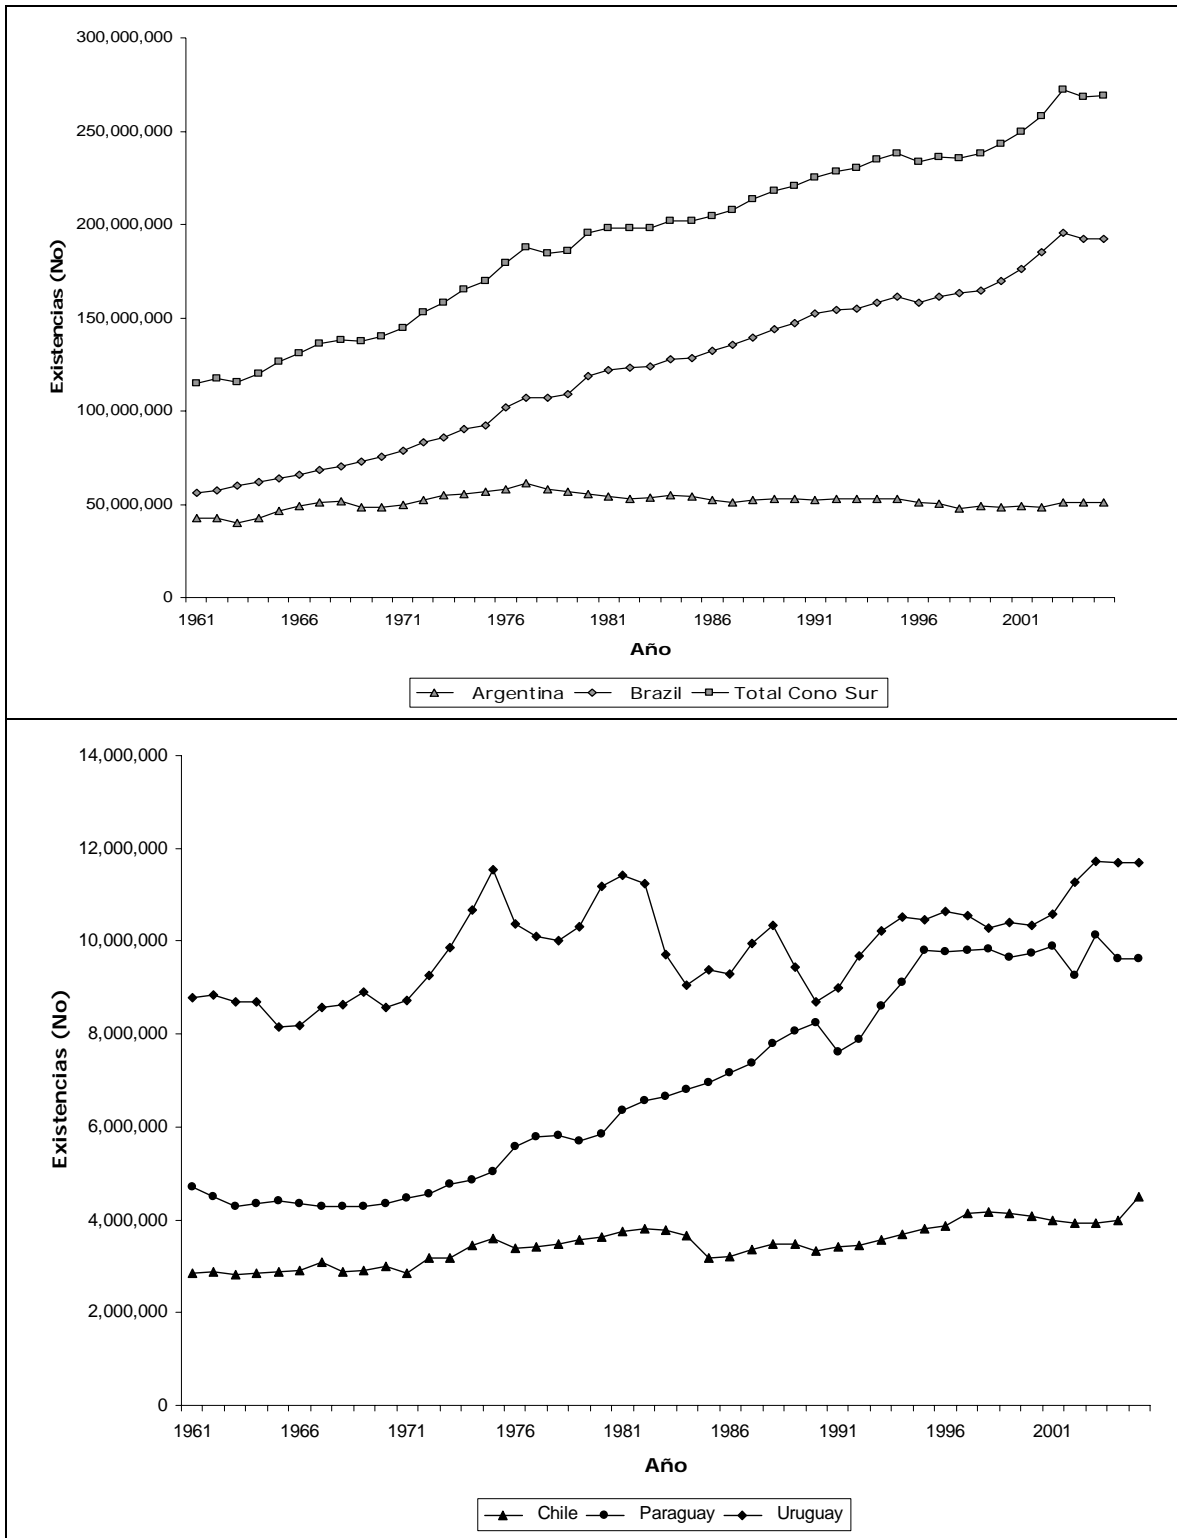 300,000,000
250,000,000
200,000,000
150,000,000
100,000,000
50,000,000
0
Existencias (No)
1961 1966 1971 1976 1981 1986 1991 1996 2001
Año
Argentina Brazil Total Cono Sur
14,000,000
12,000,000
10,000,000
8,000,000
6,000,000
4,000,000
2,000,000
0
Existencias (No)
1961 1966 1971 1976 1981 1986 1991 1996 2001
Año
Chile Paraguay Uruguay